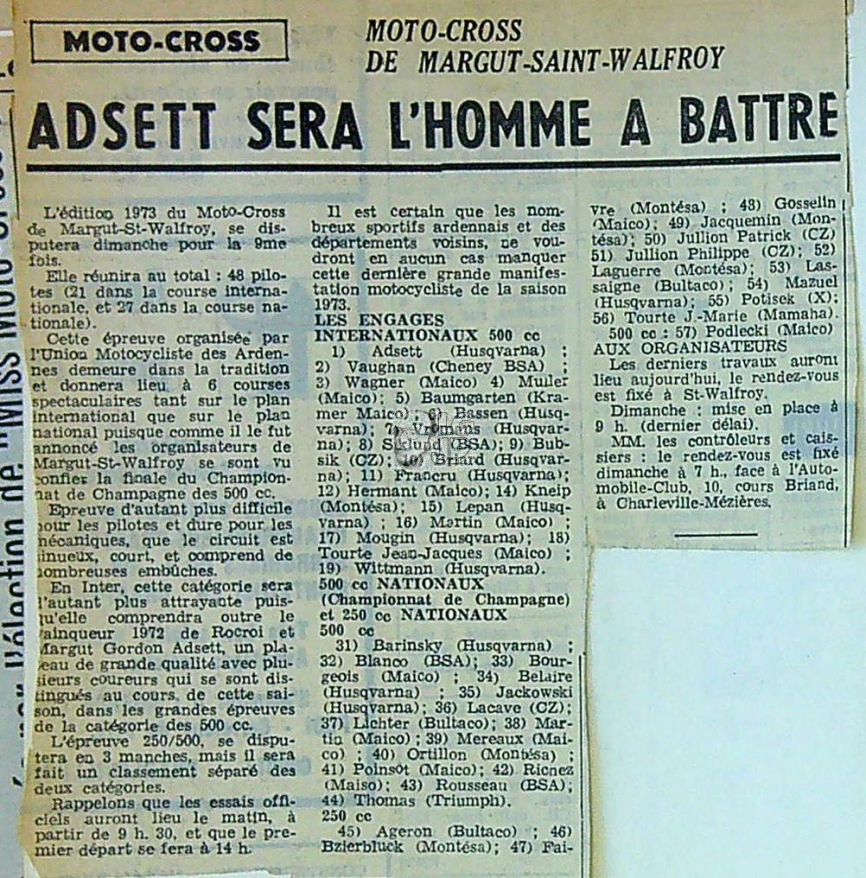 MOTO-CROSS
MOTO-CROSS
DE MARGUT-SAINT-WALFROY
ADSETT SERA L'HOMME A BATTRE
L'édition 1973 du Moto-Cross
de Margut-St-Walfroy, se dis-
putera dimanche pour la 9me
fois.
Elle réunira au total : 48 pilo-
tes (21 dans la course interna-
tionale, et 27 dans la course na-
tionale).
Cette épreuve organisée par
l'Union Motocycliste des Arden-
nes demeure dans la tradition
et donnera lieu à 6 courses
spectaculaires tant sur le plan
international que sur le plan
national puisque comme il le fut
annoncé les organisateurs de
Margut-St-Walfroy se sont vu
confier la finale du Champion-
nat de Champagne des 500 cc.
Epreuve d'autant plus difficile
pour les pilotes et dure pour les
mécaniques, que le circuit est
sinueux, court, et comprend de
nombreuses embûches.
En Inter, cette catégorie sera
d'autant plus attrayante puis-
qu'elle comprendra outre le
vainqueur 1972 de Rocroi et
Margut Gordon Adsett, un pla-
teau de grande qualité avec plu-
sieurs coureurs qui se sont dis-
tingués au cours de cette sai-
son, dans les grandes épreuves
de la catégorie des 500 cc.
L'épreuve 250/500, se dispu-
tera en 3 manches, mais il sera
fait un classement séparé des
deux catégories.
Rappelons que les essais offi-
ciels auront lieu le matin, à
partir de 9 h. 30, et que le pre-
mier départ se fera à 14 h.
Il est certain que les nom-
breux sportifs ardennais et des
départements voisins, ne vou-
dront en aucun cas manquer
cette dernière grande manifes-
tation motocycliste de la saison
1973.
LES ENGAGES
INTERNATIONAUX 500 cc
1) Adsett (Husqvarna) ;
2) Vaughan (Cheney BSA) ;
3) Wagner (Maico) 4) Muller
(Maico); 5) Baumgarten (Kra-
mer Maico); 6) Bassen (Husq-
varna); 7) Vromans (Husq-
varna); 8) Siklund (BSA); 9) Bub-
sik (CZ); 10) Briard (Husqvar-
na); 11) Francru (Husqvarna);
12) Hermant (Maico); 14) Kneip
(Montésa); 15) Lepan (Husq-
varna) ; 16) Martin (Maico) ;
17) Mougin (Husqvarna); 18)
Tourte Jean-Jacques (Maico) ;
19) Wittmann (Husqvarna).
500 cc NATIONAUX
(Championnat de Champagne)
et 250 cc NATIONAUX
500 cc
31) Barinsky (Husqvarna) ;
32) Blanco (BSA); 33) Bour-
geois (Maico) ; 34) Belaire
(Husqvarna) ; 35) Jackowski
(Husqvarna); 36) Lacave (CZ);
37) Lichter (Bultaco); 38) Mar-
tin (Maico) ; 39) Mereaux (Mai-
co) ; 40) Ortillon (Montésa) ;
41) Poinsot (Maico); 42) Ricnez
(Maiso); 43) Rousseau (BSA);
44) Thomas (Triumph).
250 cc
45) Ageron (Bultaco) ; 46)
Bzierbluck (Montésa); 47) Fai-
vre (Montésa) ; 48) Gosselin
(Maico); 49) Jacquemin (Mon-
tésa); 50) Jullion Patrick (CZ)
51) Jullion Philippe (CZ); 52)
Laguerre (Montésa); 53) Las-
saigne (Bultaco); 54) Mazuel
(Husqvarna); 55) Potisek (X);
56) Tourte J.-Marie (Mamaha).
500 cc : 57) Podlecki (Maico)
AUX ORGANISATEURS
Les derniers travaux auront
lieu aujourd'hui, le rendez-vous
est fixé à St-Walfroy.
Dimanche : mise en place à
9 h. (dernier délai).
MM. les contrôleurs et cais-
siers : le rendez-vous est fixé
dimanche à 7 h., face à l'Auto-
mobile-Club, 10, cours Briand,
à Charleville-Mézières.
l'élection de "Miss Moto-Cross"